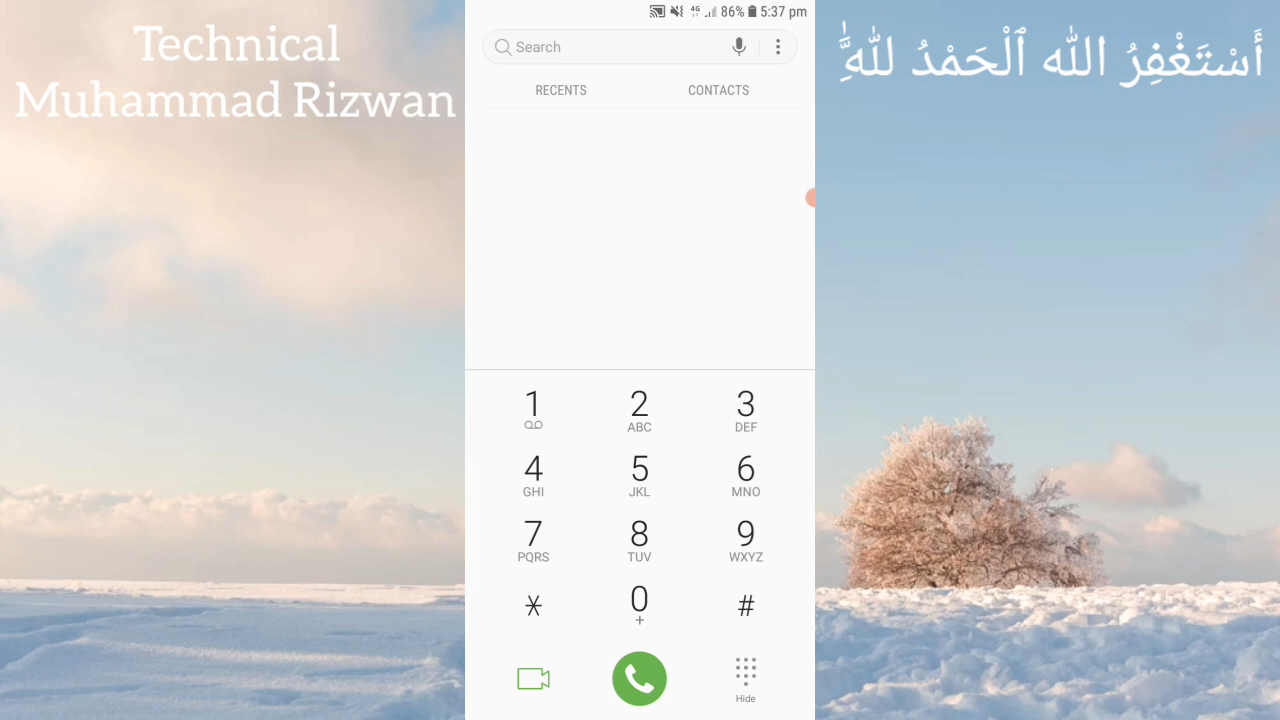 Technical
Muhammad Rizwan
4G 86% 5:37 pm
Search
RECENTS CONTACTS
1 2 3
ABC DEF
4 5 6
GHI JKL MNO
7 8 9
PQRS TUV WXYZ
* 0 #
+
Hide
أَسْتَغْفِرُ اللّٰه اَلْحَمْدُ لِلّٰهِ